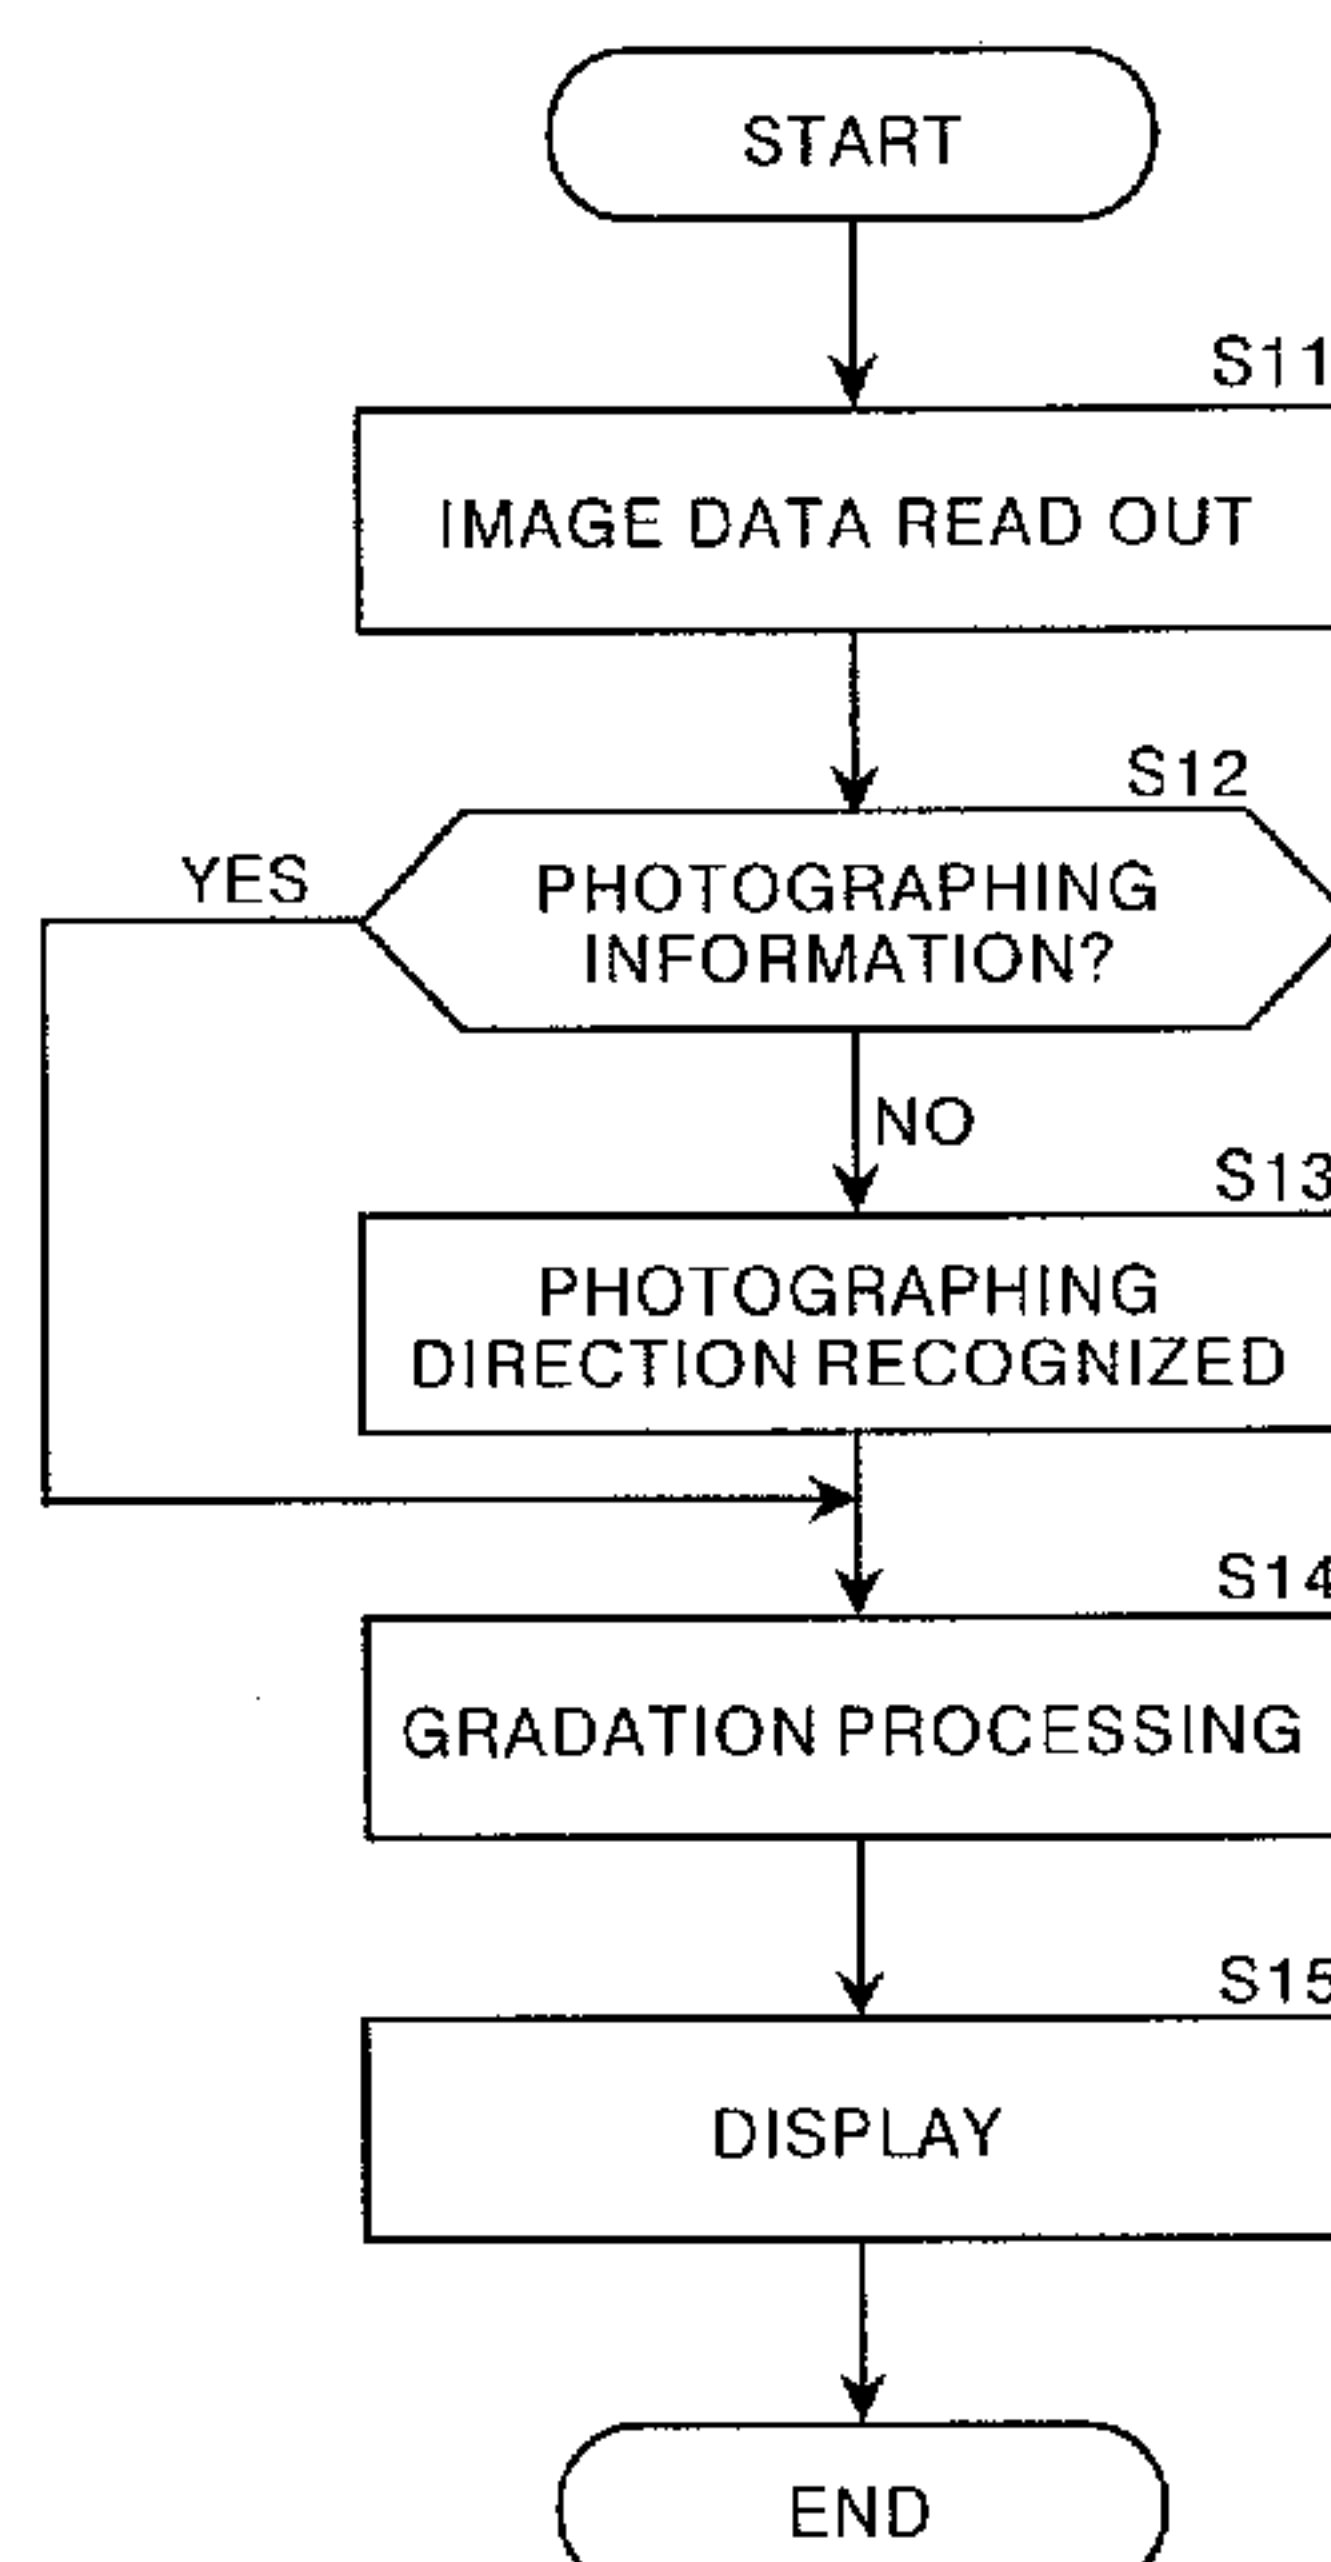 START
S11
IMAGE DATA READ OUT
S12
YES
PHOTOGRAPHING
INFORMATION?
NO
S13
PHOTOGRAPHING
DIRECTION RECOGNIZED
S14
GRADATION PROCESSING
S15
DISPLAY
END